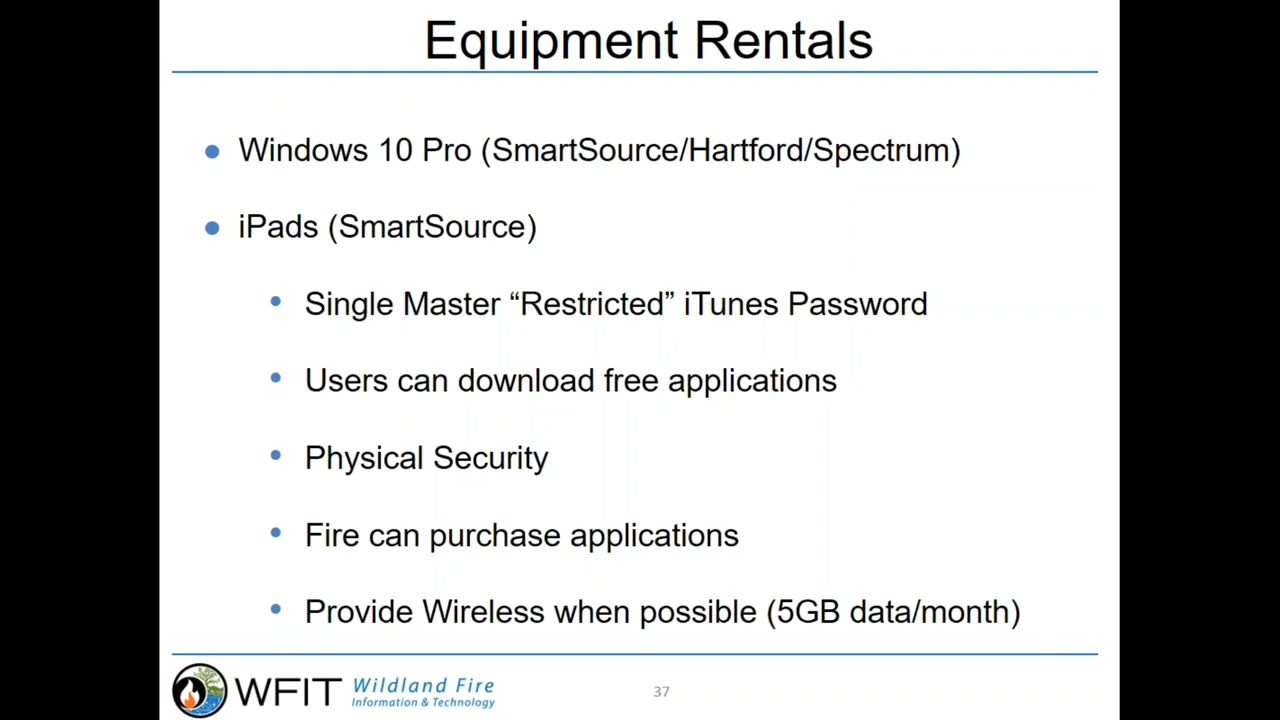 Equipment Rentals
Windows 10 Pro (SmartSource/Hartford/Spectrum)
iPads (SmartSource)
Single Master “Restricted” iTunes Password
Users can download free applications
Physical Security
Fire can purchase applications
Provide Wireless when possible (5GB data/month)
WFIT Wildland Fire
Information & Technology
37